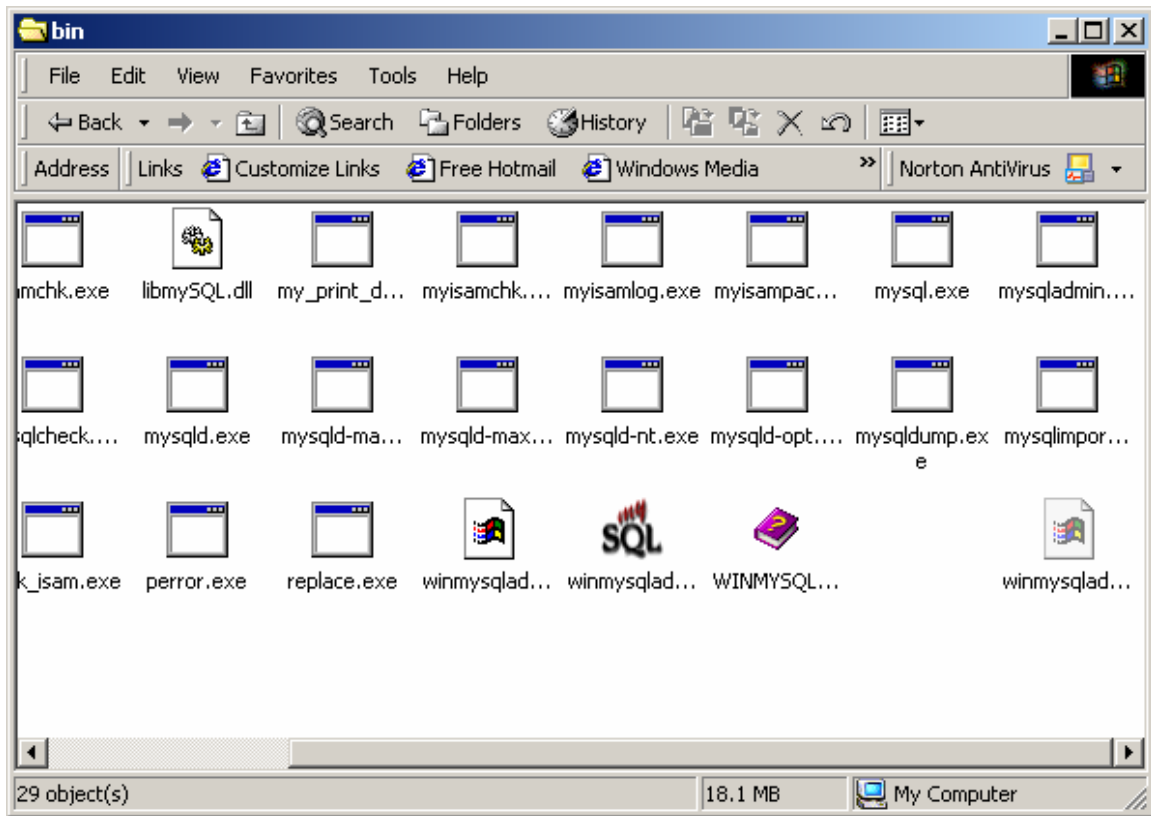 bin
File Edit View Favorites Tools Help
Back Search Folders History
Address Links Customize Links Free Hotmail Windows Media » Norton AntiVirus
mchk.exe libmySQL.dll my_print_d... myisamchk.... myisamlog.exe myisampac... mysql.exe mysqladmin....
qlcheck.... mysqld.exe mysqld-ma... mysqld-max... mysqld-nt.exe mysqld-opt.... mysqldump.ex mysqlimpor...
e
my
SQL
k_isam.exe perror.exe replace.exe winmysqlad... winmysqlad... WINMYSQL... winmysqlad...
29 object(s) 18.1 MB My Computer